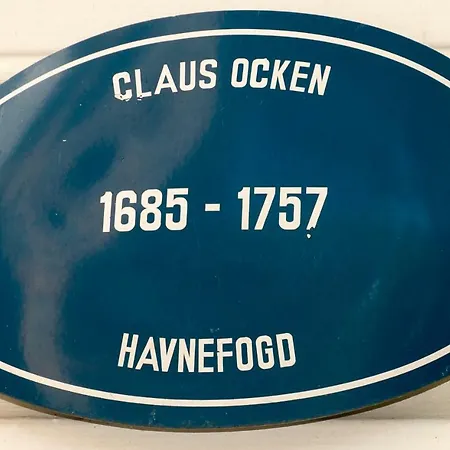 CLAUS OCKEN
1685 - 1757
HAVNEFOGD